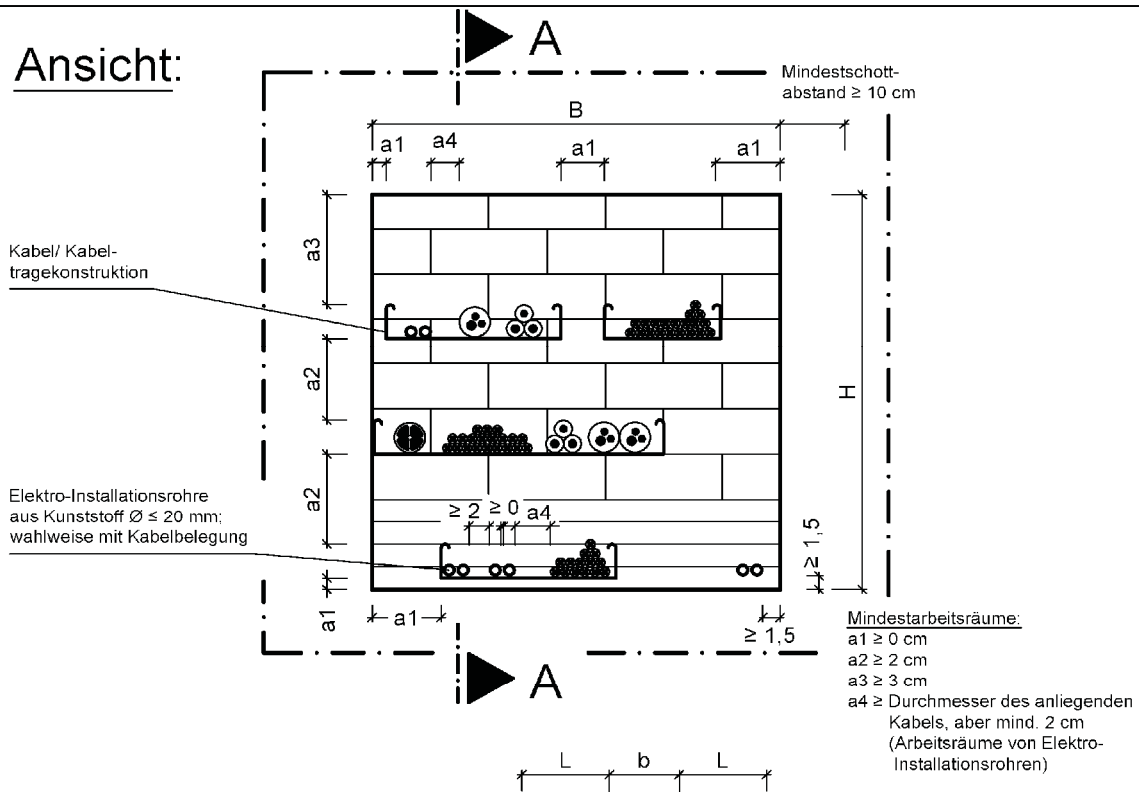 Ansicht:
A
Mindestschott-
abstand ≥ 10 cm
B
a1
a4
a1
a1
a3
Kabel/ Kabel-
tragekonstruktion
a2
H
a2
Elektro-Installationsrohre
aus Kunststoff Ø ≤ 20 mm;
wahlweise mit Kabelbelegung
≥ 2
≥ 0
a4
≥ 1,5
a1
a1
≥ 1,5
Mindestarbeitsräume:
a1 ≥ 0 cm
a2 ≥ 2 cm
a3 ≥ 3 cm
a4 ≥ Durchmesser des anliegenden
Kabels, aber mind. 2 cm
(Arbeitsräume von Elektro-
Installationsrohren)
A
L
b
L